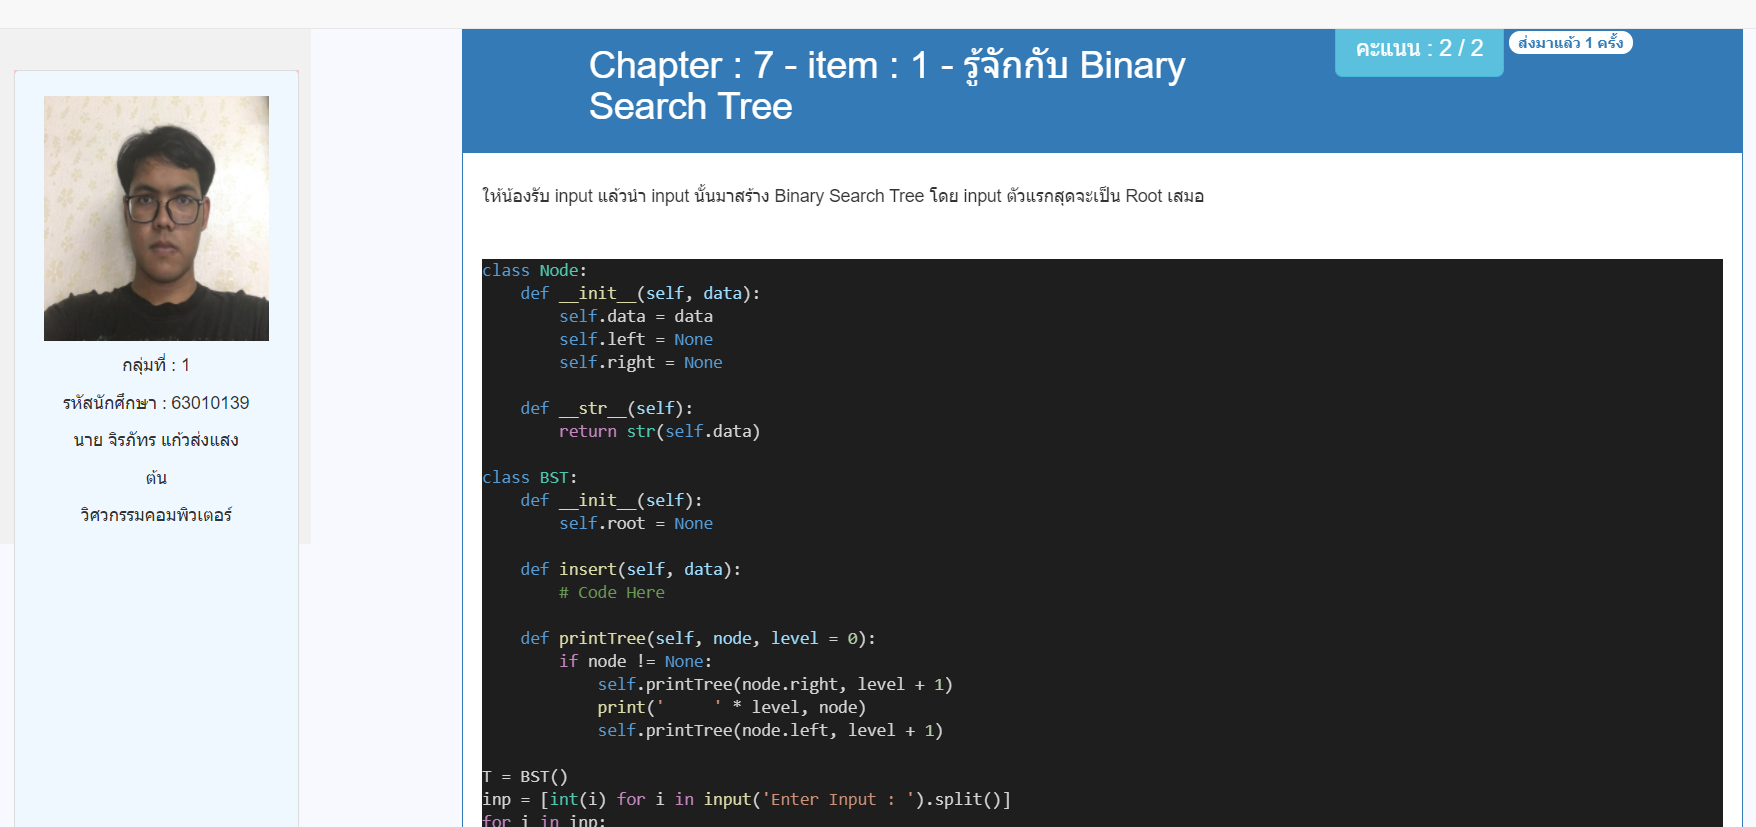 กลุ่มที่ : 1
รหัสนักศึกษา : 63010139
นาย จิรภัทร แก้วส่งแสง
ต้น
วิศวกรรมคอมพิวเตอร์
Chapter : 7 - item : 1 - รู้จักกับ Binary
Search Tree
คะแนน : 2 / 2
ส่งมาแล้ว 1 ครั้ง
ให้น้องรับ input แล้วนำ input นั้นมาสร้าง Binary Search Tree โดย input ตัวแรกสุดจะเป็น Root เสมอ
class Node:
    def __init__(self, data):
        self.data = data
        self.left = None
        self.right = None
    def __str__(self):
        return str(self.data)
class BST:
    def __init__(self):
        self.root = None
    def insert(self, data):
        # Code Here
    def printTree(self, node, level = 0):
        if node != None:
            self.printTree(node.right, level + 1)
            print('     ' * level, node)
            self.printTree(node.left, level + 1)
T = BST()
inp = [int(i) for i in input('Enter Input : ').split()]
for i in inp: